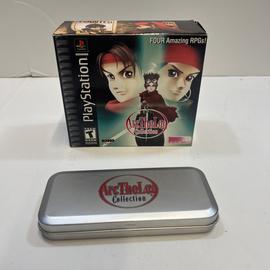 FOUR Amazing RPGs!
PlayStation
Arc The Lad
Collection
Arc The Lad
Collection